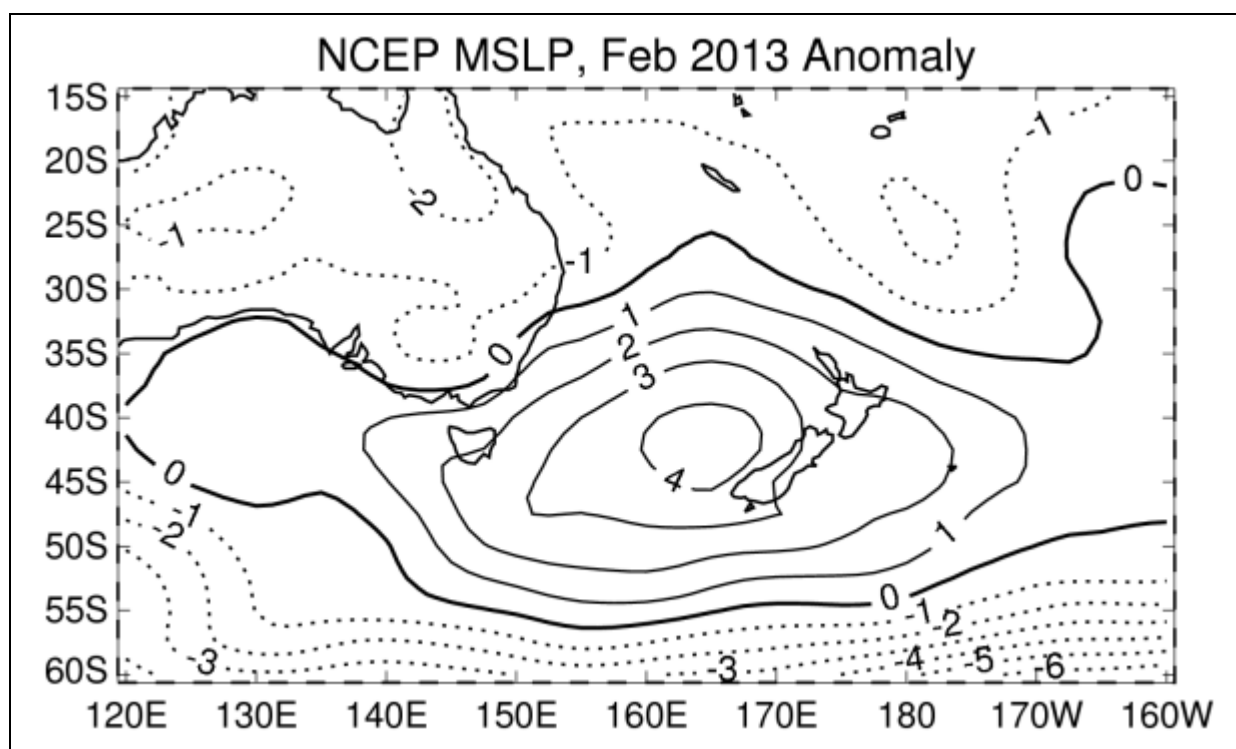 NCEP MSLP, Feb 2013 Anomaly
15S
20S
25S
30S
35S
40S
45S
50S
55S
60S
120E 130E 140E 150E 160E 170E 180 170W 160W
0
-1
0
-2
-1
-1
1
0
2
3
4
0
-1
-2
1
0
-1
-2
-3
-3
-4
-5
-6